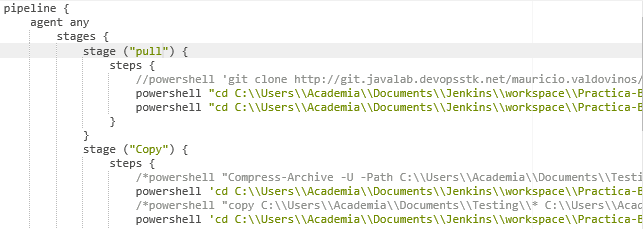 pipeline {
agent any
stages {
stage ("pull") {
steps {
//powershell 'git clone http://git.javalab.devopsstk.net/mauricio.valdovinos/
powershell "cd C:\\Users\\Academia\\Documents\\Jenkins\\workspace\\Practica-E
powershell "cd C:\\Users\\Academia\\Documents\\Jenkins\\workspace\\Practica-E
}
}
stage ("Copy") {
steps {
/*powershell "Compress-Archive -U -Path C:\\Users\\Academia\\Documents\\Testi
powershell 'cd C:\\Users\\Academia\\Documents\\Jenkins\\workspace\\Practica-E
/*powershell "copy C:\\Users\\Academia\\Documents\\Testing\\* C:\\Users\\Acad
powershell 'cd C:\\Users\\Academia\\Documents\\Jenkins\\workspace\\Practica-E